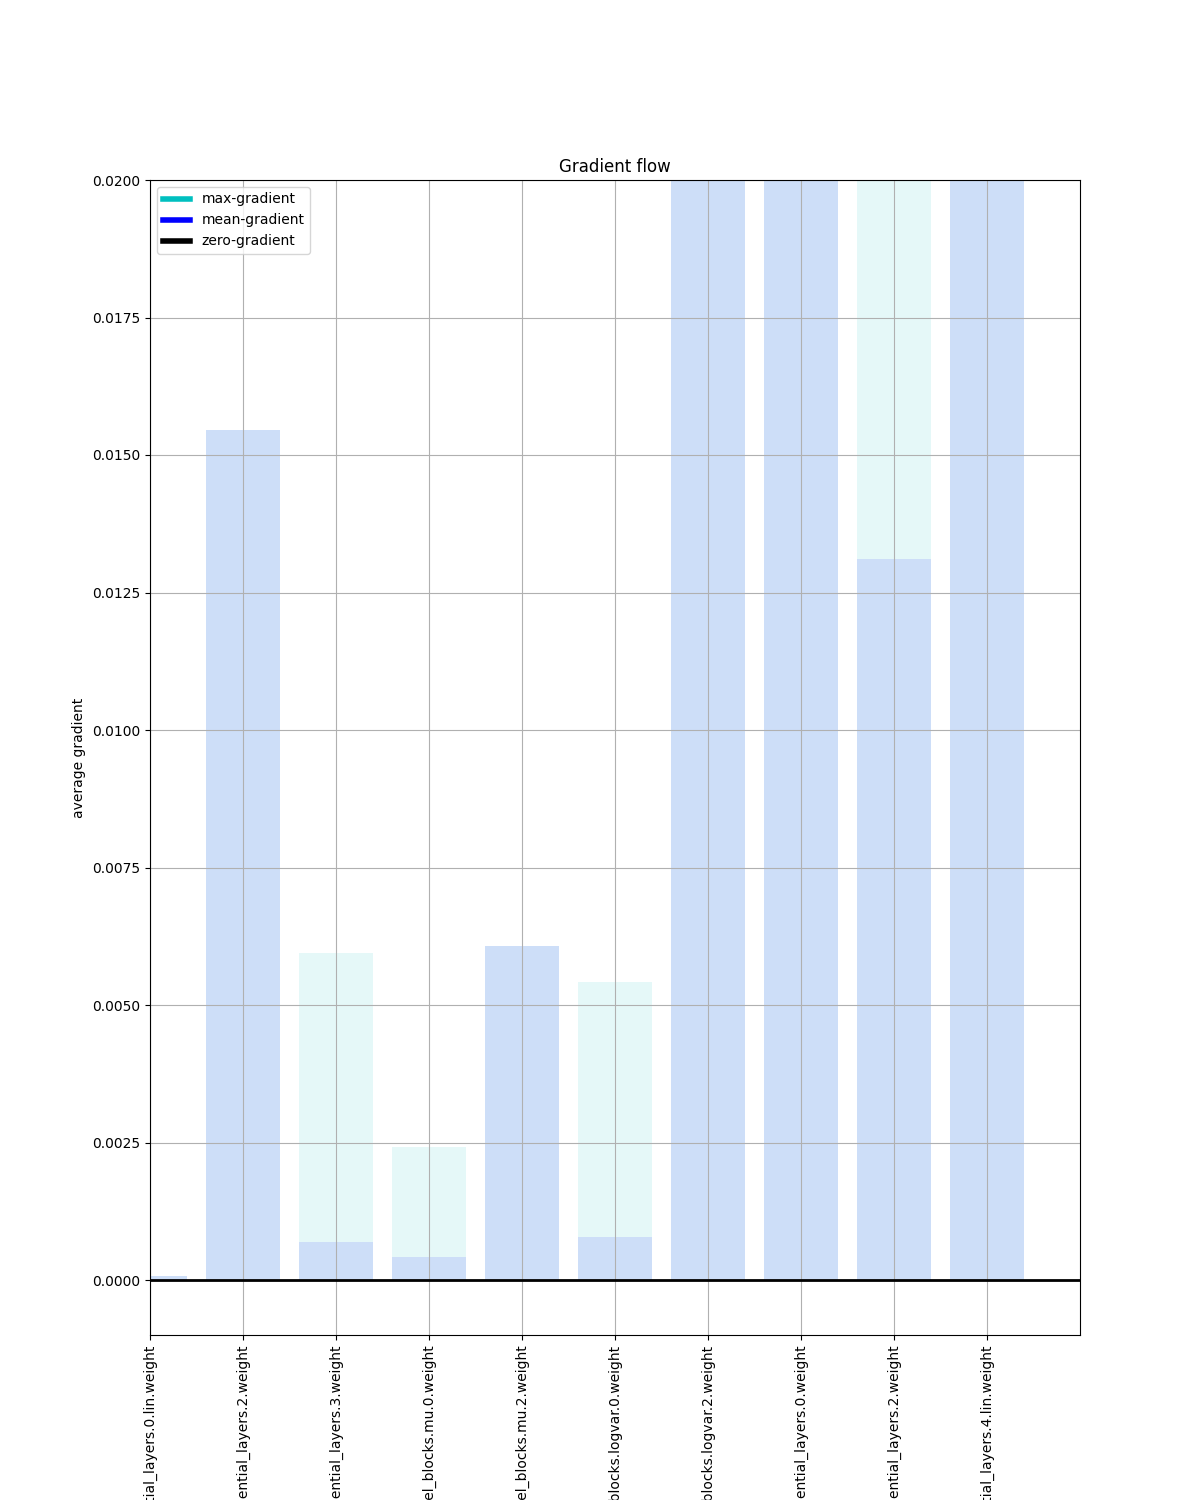 Gradient flow
max-gradient
mean-gradient
zero-gradient
0.0200
0.0175
0.0150
0.0125
0.0100
0.0075
0.0050
0.0025
0.0000
average gradient
tial_layers.0.lin.weight
ential_layers.2.weight
ential_layers.3.weight
el_blocks.mu.0.weight
el_blocks.mu.2.weight
blocks.logvar.0.weight
blocks.logvar.2.weight
ential_layers.0.weight
ential_layers.2.weight
tial_layers.4.lin.weight